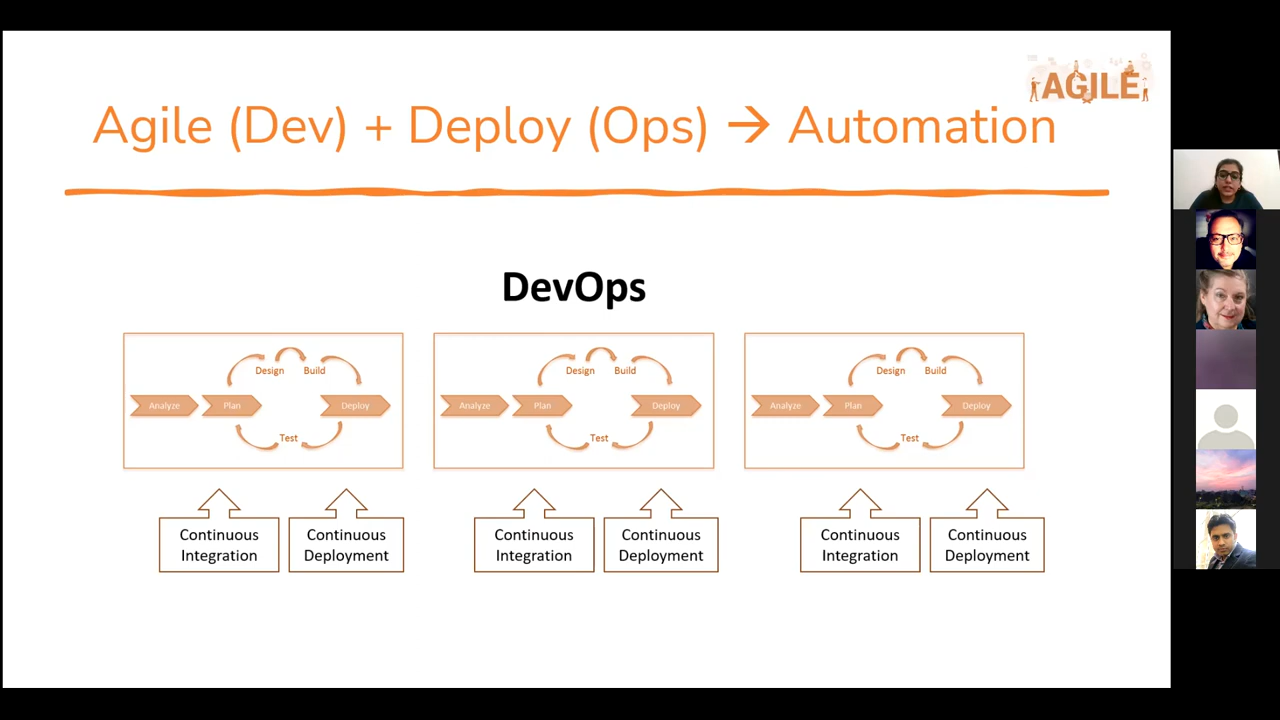 AGILE
Agile (Dev) + Deploy (Ops) → Automation
DevOps
Design Build
Analyze Plan Deploy
Test
Design Build
Analyze Plan Deploy
Test
Design Build
Analyze Plan Deploy
Test
Continuous
Integration
Continuous
Deployment
Continuous
Integration
Continuous
Deployment
Continuous
Integration
Continuous
Deployment